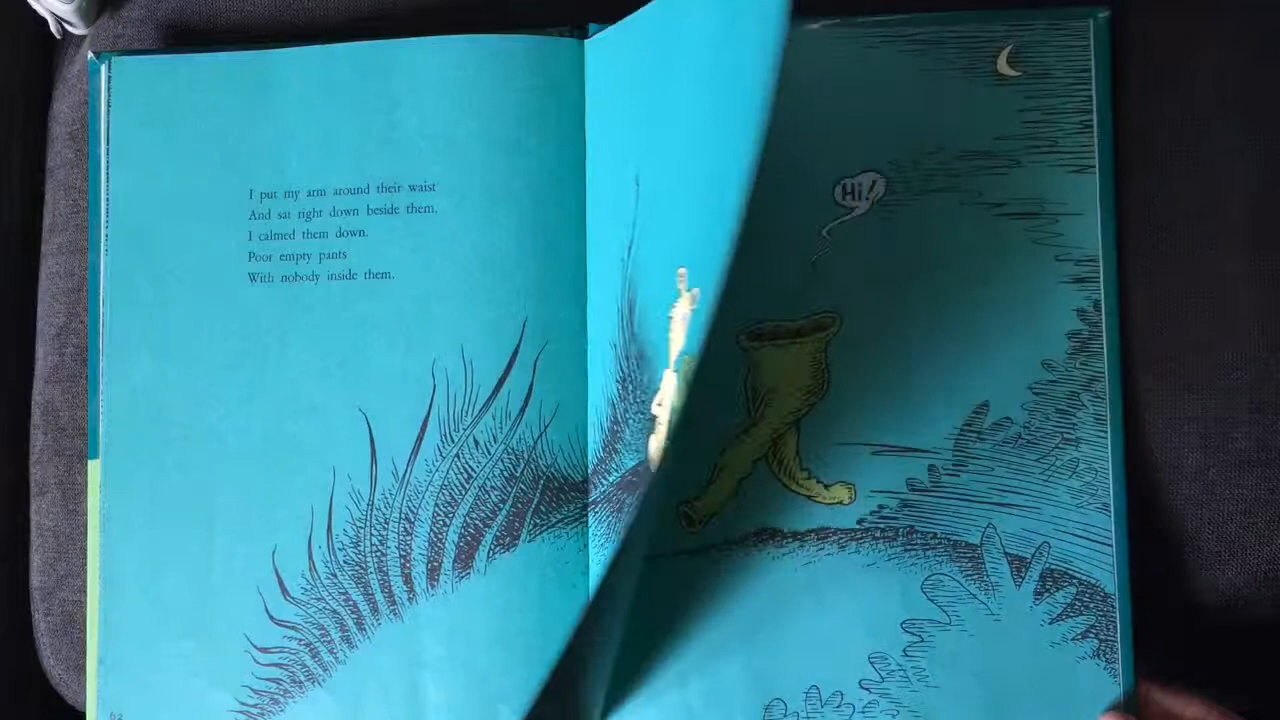 I put my arm around their waist
And sat right down beside them.
I calmed them down.
Poor empty pants
With nobody inside them.
Hi!
62